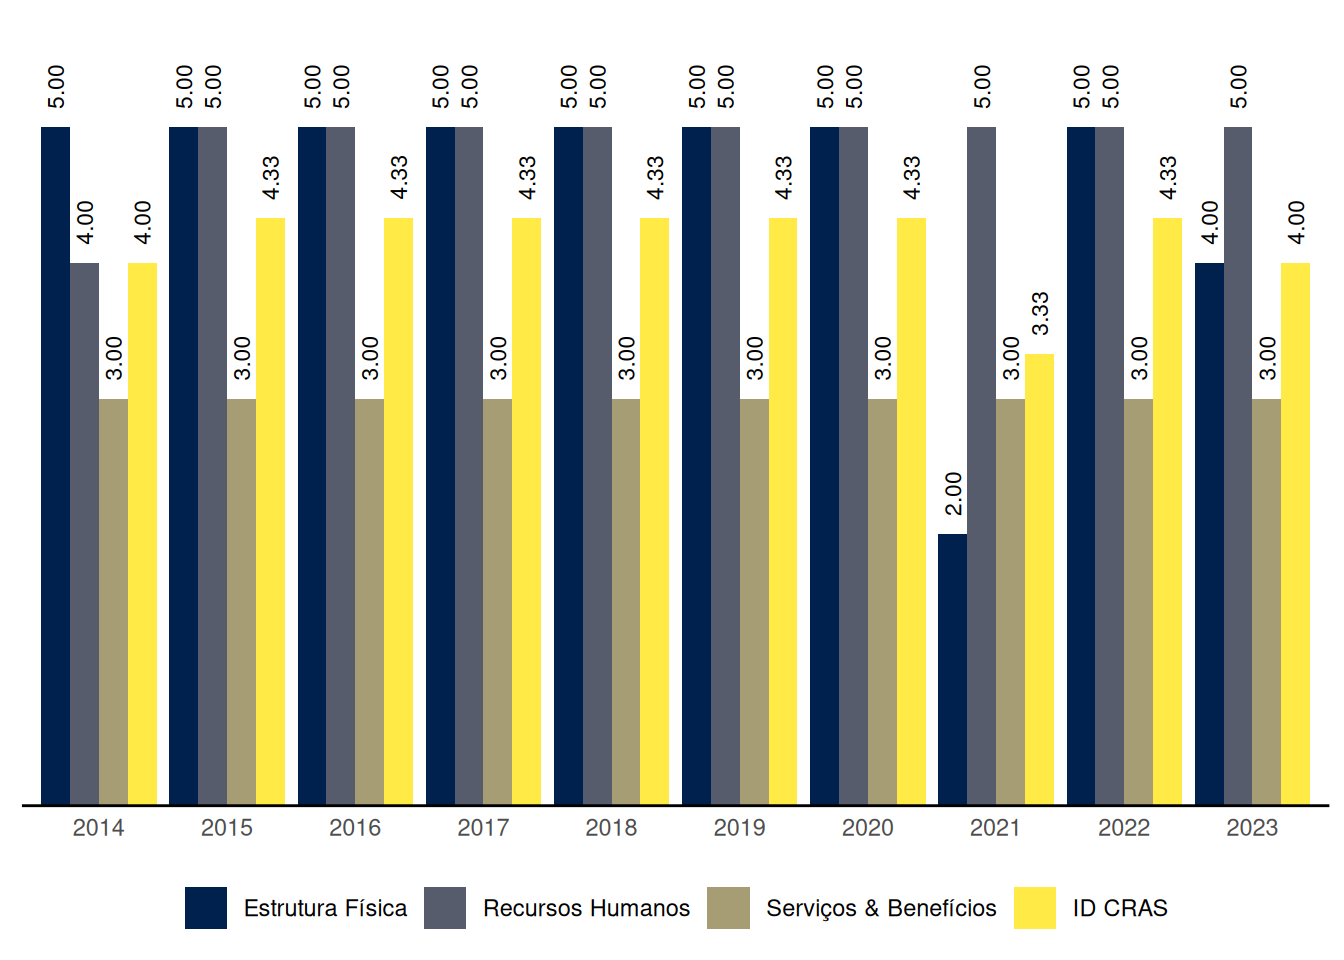 5.00 5.00 5.00 5.00 5.00 5.00 5.00 5.00 5.00 5.00 5.00 5.00 5.00 5.00 5.00 5.00 5.00
4.33 4.33 4.33 4.33 4.33 4.33 4.33
4.00 4.00 4.00 4.00
3.33
3.00 3.00 3.00 3.00 3.00 3.00 3.00 3.00 3.00 3.00
2.00
2014 2015 2016 2017 2018 2019 2020 2021 2022 2023
Estrutura Física Recursos Humanos Serviços & Benefícios ID CRAS